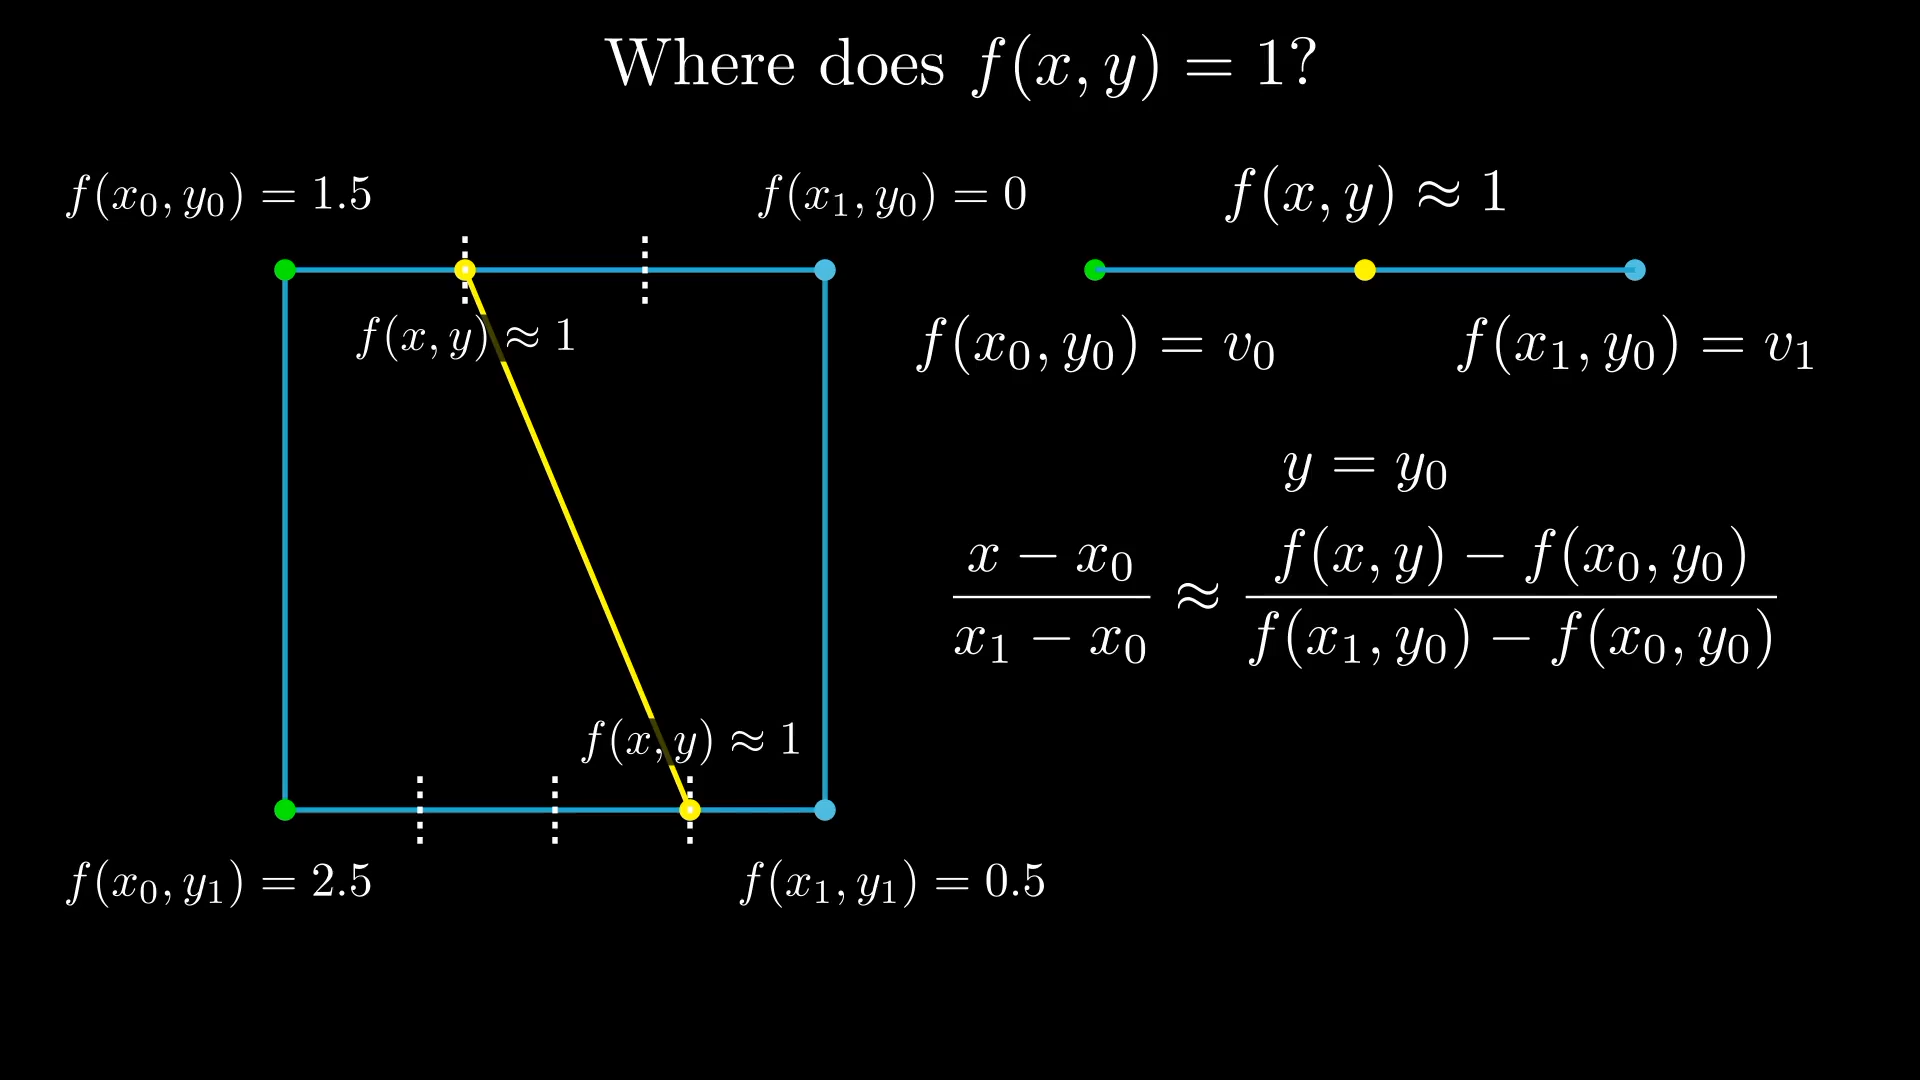 Where does f(x, y) = 1?
f(x₀, y₀) = 1.5
f(x₁, y₀) = 0
f(x, y) ≈ 1
f(x, y) ≈ 1
f(x₀, y₀) = v₀
f(x₁, y₀) = v₁
y = y₀
(x − x₀)/(x₁ − x₀) ≈ (f(x, y) − f(x₀, y₀))/(f(x₁, y₀) − f(x₀, y₀))
f(x, y) ≈ 1
f(x₀, y₁) = 2.5
f(x₁, y₁) = 0.5